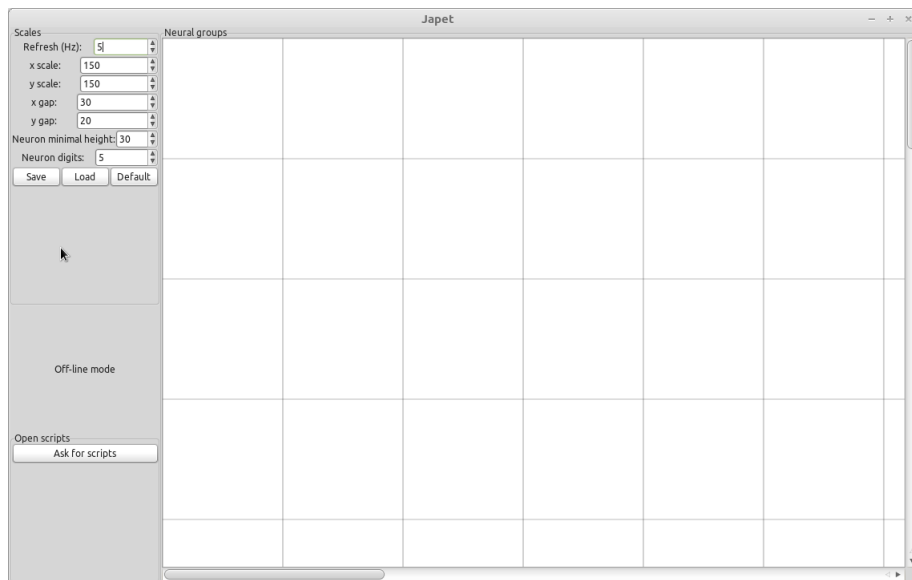 Japet
Scales
Neural groups
Refresh (Hz): 5
x scale: 150
y scale: 150
x gap: 30
y gap: 20
Neuron minimal height: 30
Neuron digits: 5
Save Load Default
Off-line mode
Open scripts
Ask for scripts